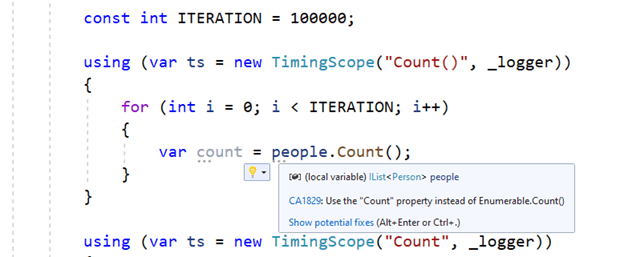 const int ITERATION = 100000;
using (var ts = new TimingScope("Count()", _logger))
{
for (int i = 0; i < ITERATION; i++)
{
var count = people.Count();
}
(local variable) IList<Person> people
CA1829: Use the "Count" property instead of Enumerable.Count()
Show potential fixes (Alt+Enter or Ctrl+.)
}
using (var ts = new TimingScope("Count", _logger))